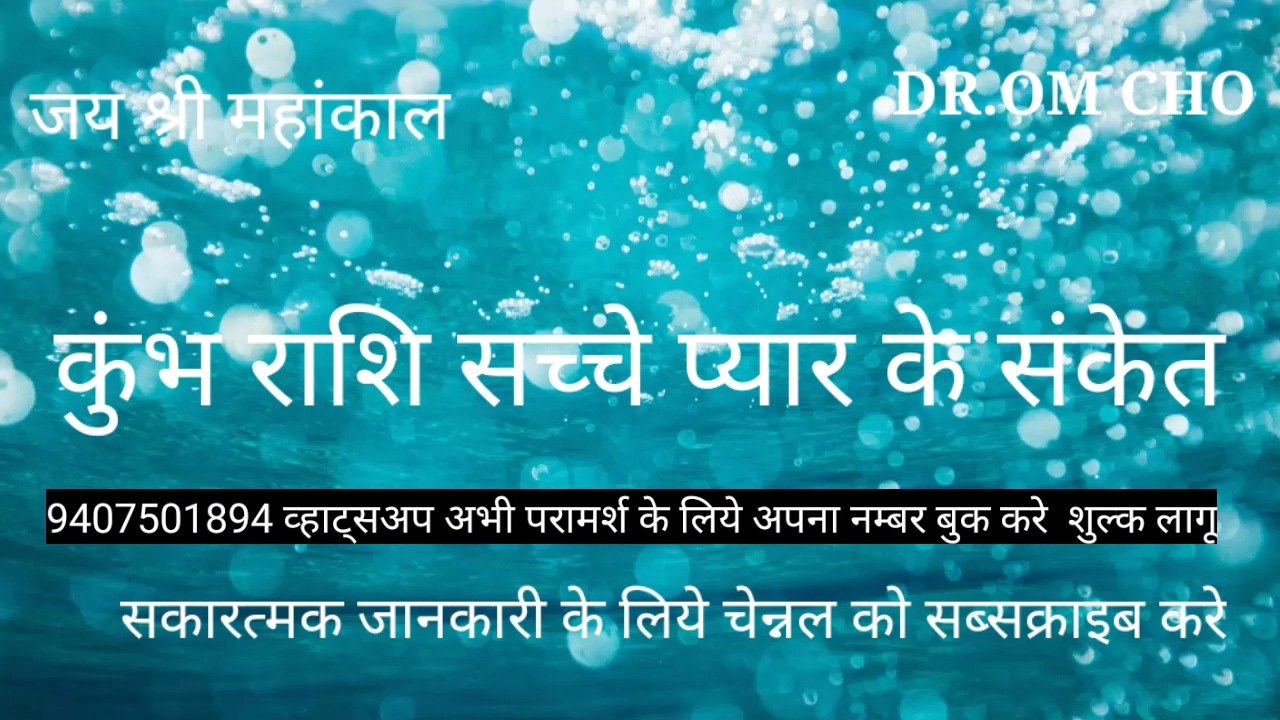 जय श्री महांकाल
DR.OM CHO
कुंभ राशि सच्चे प्यार के संकेत
9407501894 व्हाट्सअप अभी परामर्श के लिये अपना नम्बर बुक करे शुल्क लागू
सकारत्मक जानकारी के लिये चेन्नल को सब्सक्राइब करे